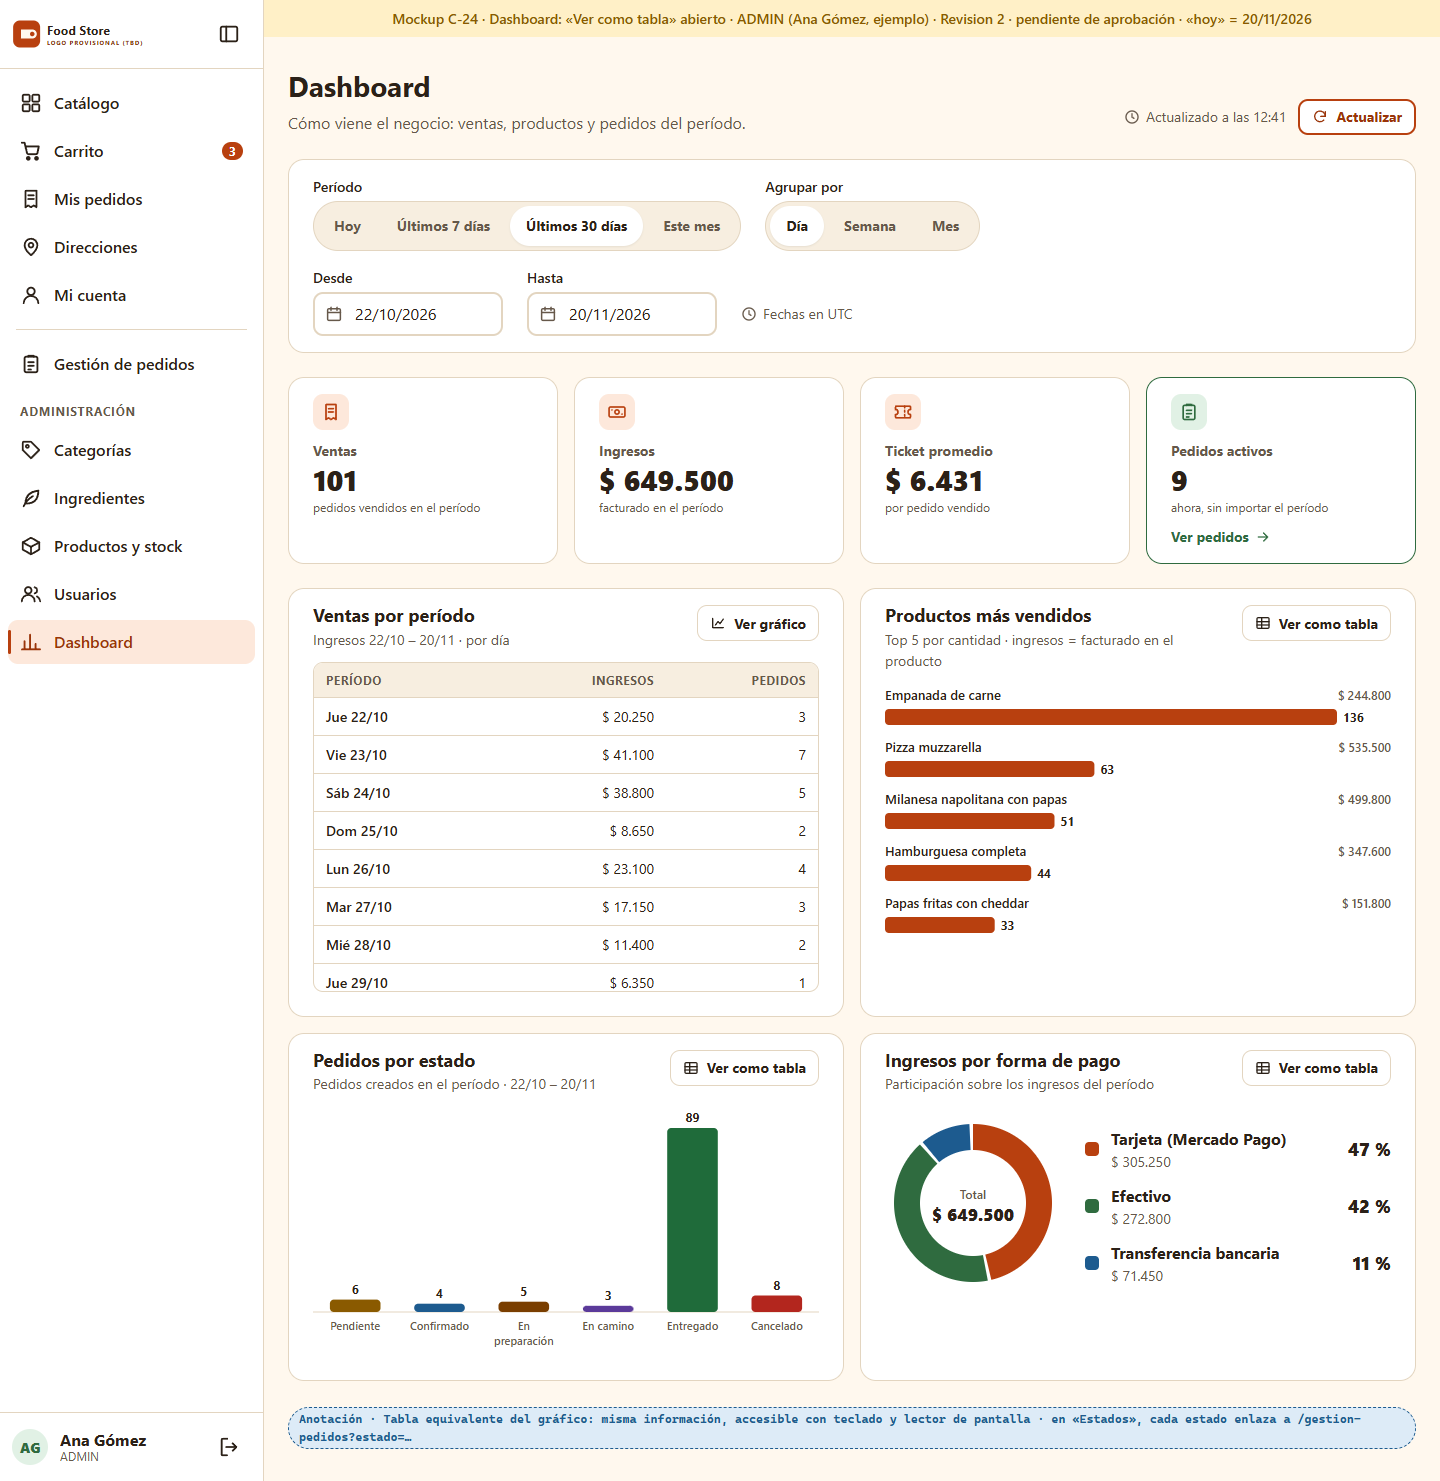 Food Store
LOGO PROVISIONAL (TBD)
Catálogo
Carrito
3
Mis pedidos
Direcciones
Mi cuenta
Gestión de pedidos
ADMINISTRACIÓN
Categorías
Ingredientes
Productos y stock
Usuarios
Dashboard
AG
Ana Gómez
ADMIN
Mockup C-24 · Dashboard: «Ver como tabla» abierto · ADMIN (Ana Gómez, ejemplo) · Revision 2 · pendiente de aprobación · «hoy» = 20/11/2026
Dashboard
Cómo viene el negocio: ventas, productos y pedidos del período.
Actualizado a las 12:41
Actualizar
Período
Hoy
Últimos 7 días
Últimos 30 días
Este mes
Agrupar por
Día
Semana
Mes
Desde
22/10/2026
Hasta
20/11/2026
Fechas en UTC
Ventas
101
pedidos vendidos en el período
Ingresos
$ 649.500
facturado en el período
Ticket promedio
$ 6.431
por pedido vendido
Pedidos activos
9
ahora, sin importar el período
Ver pedidos →
Ventas por período
Ingresos 22/10 – 20/11 · por día
Ver gráfico
PERÍODO INGRESOS PEDIDOS
Jue 22/10 $ 20.250 3
Vie 23/10 $ 41.100 7
Sáb 24/10 $ 38.800 5
Dom 25/10 $ 8.650 2
Lun 26/10 $ 23.100 4
Mar 27/10 $ 17.150 3
Mié 28/10 $ 11.400 2
Jue 29/10 $ 6.350 1
Productos más vendidos
Top 5 por cantidad · ingresos = facturado en el
producto
Ver como tabla
Empanada de carne $ 244.800
136
Pizza muzzarella $ 535.500
63
Milanesa napolitana con papas $ 499.800
51
Hamburguesa completa $ 347.600
44
Papas fritas con cheddar $ 151.800
33
Pedidos por estado
Pedidos creados en el período · 22/10 – 20/11
Ver como tabla
6
4
5
3
89
8
Pendiente
Confirmado
En
preparación
En camino
Entregado
Cancelado
Ingresos por forma de pago
Participación sobre los ingresos del período
Ver como tabla
Total
$ 649.500
Tarjeta (Mercado Pago)
$ 305.250
47 %
Efectivo
$ 272.800
42 %
Transferencia bancaria
$ 71.450
11 %
Anotación · Tabla equivalente del gráfico: misma información, accesible con teclado y lector de pantalla · en «Estados», cada estado enlaza a /gestion-
pedidos?estado=…